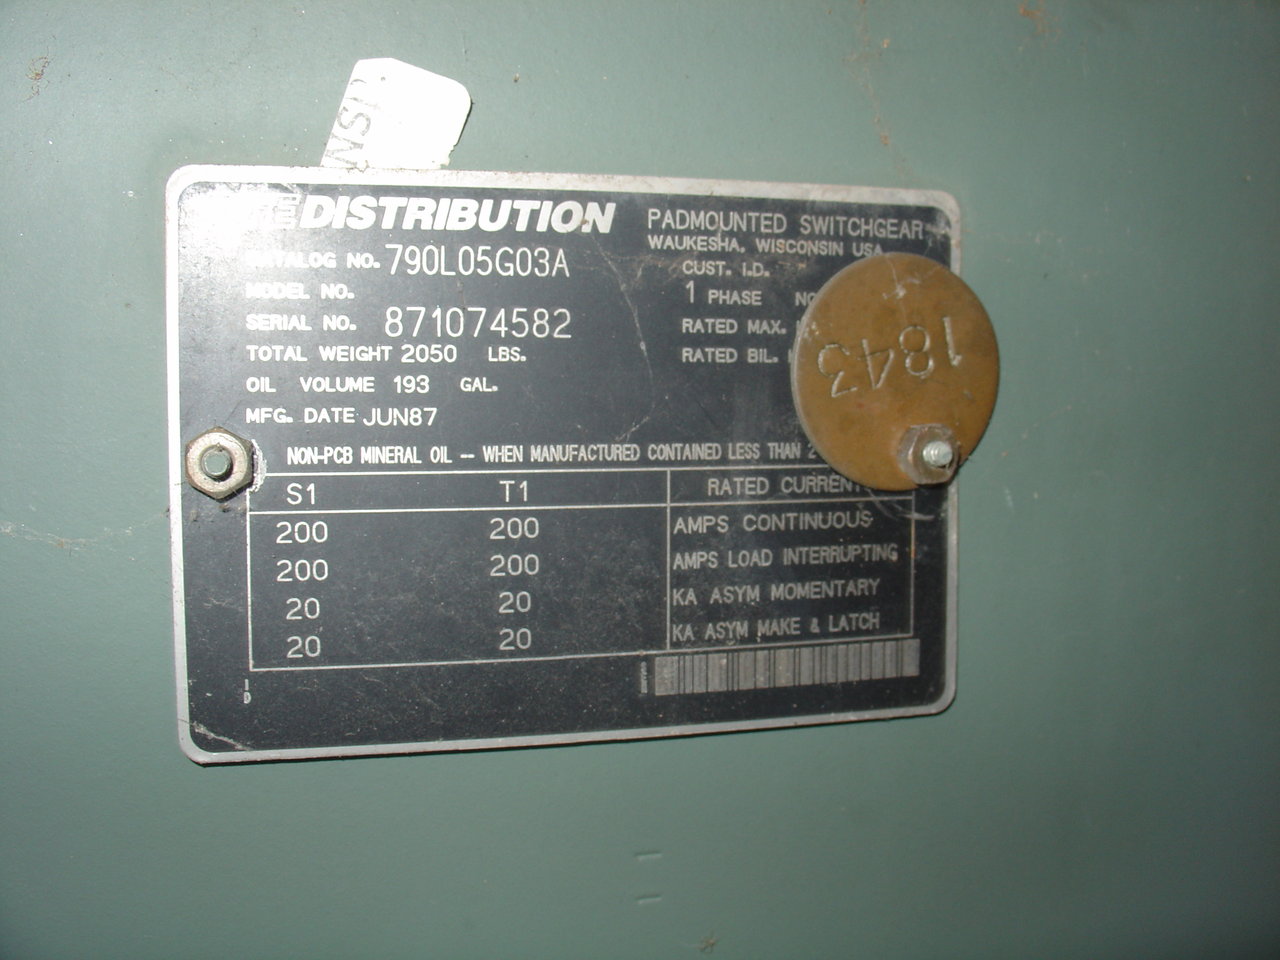 DISTRIBUTION
PADMOUNTED SWITCHGEAR
WAUKESHA, WISCONSIN USA
CATALOG NO. 790L05G03A
CUST. I.D.
MODEL NO.
1 PHASE
SERIAL NO. 871074582
RATED MAX.
TOTAL WEIGHT 2050 LBS.
RATED BIL.
OIL VOLUME 193 GAL.
MFG. DATE JUN87
1843
NON-PCB MINERAL OIL -- WHEN MANUFACTURED CONTAINED LESS THAN 2
S1 T1 RATED CURRENT
200 200 AMPS CONTINUOUS
200 200 AMPS LOAD INTERRUPTING
20 20 KA ASYM MOMENTARY
20 20 KA ASYM MAKE & LATCH